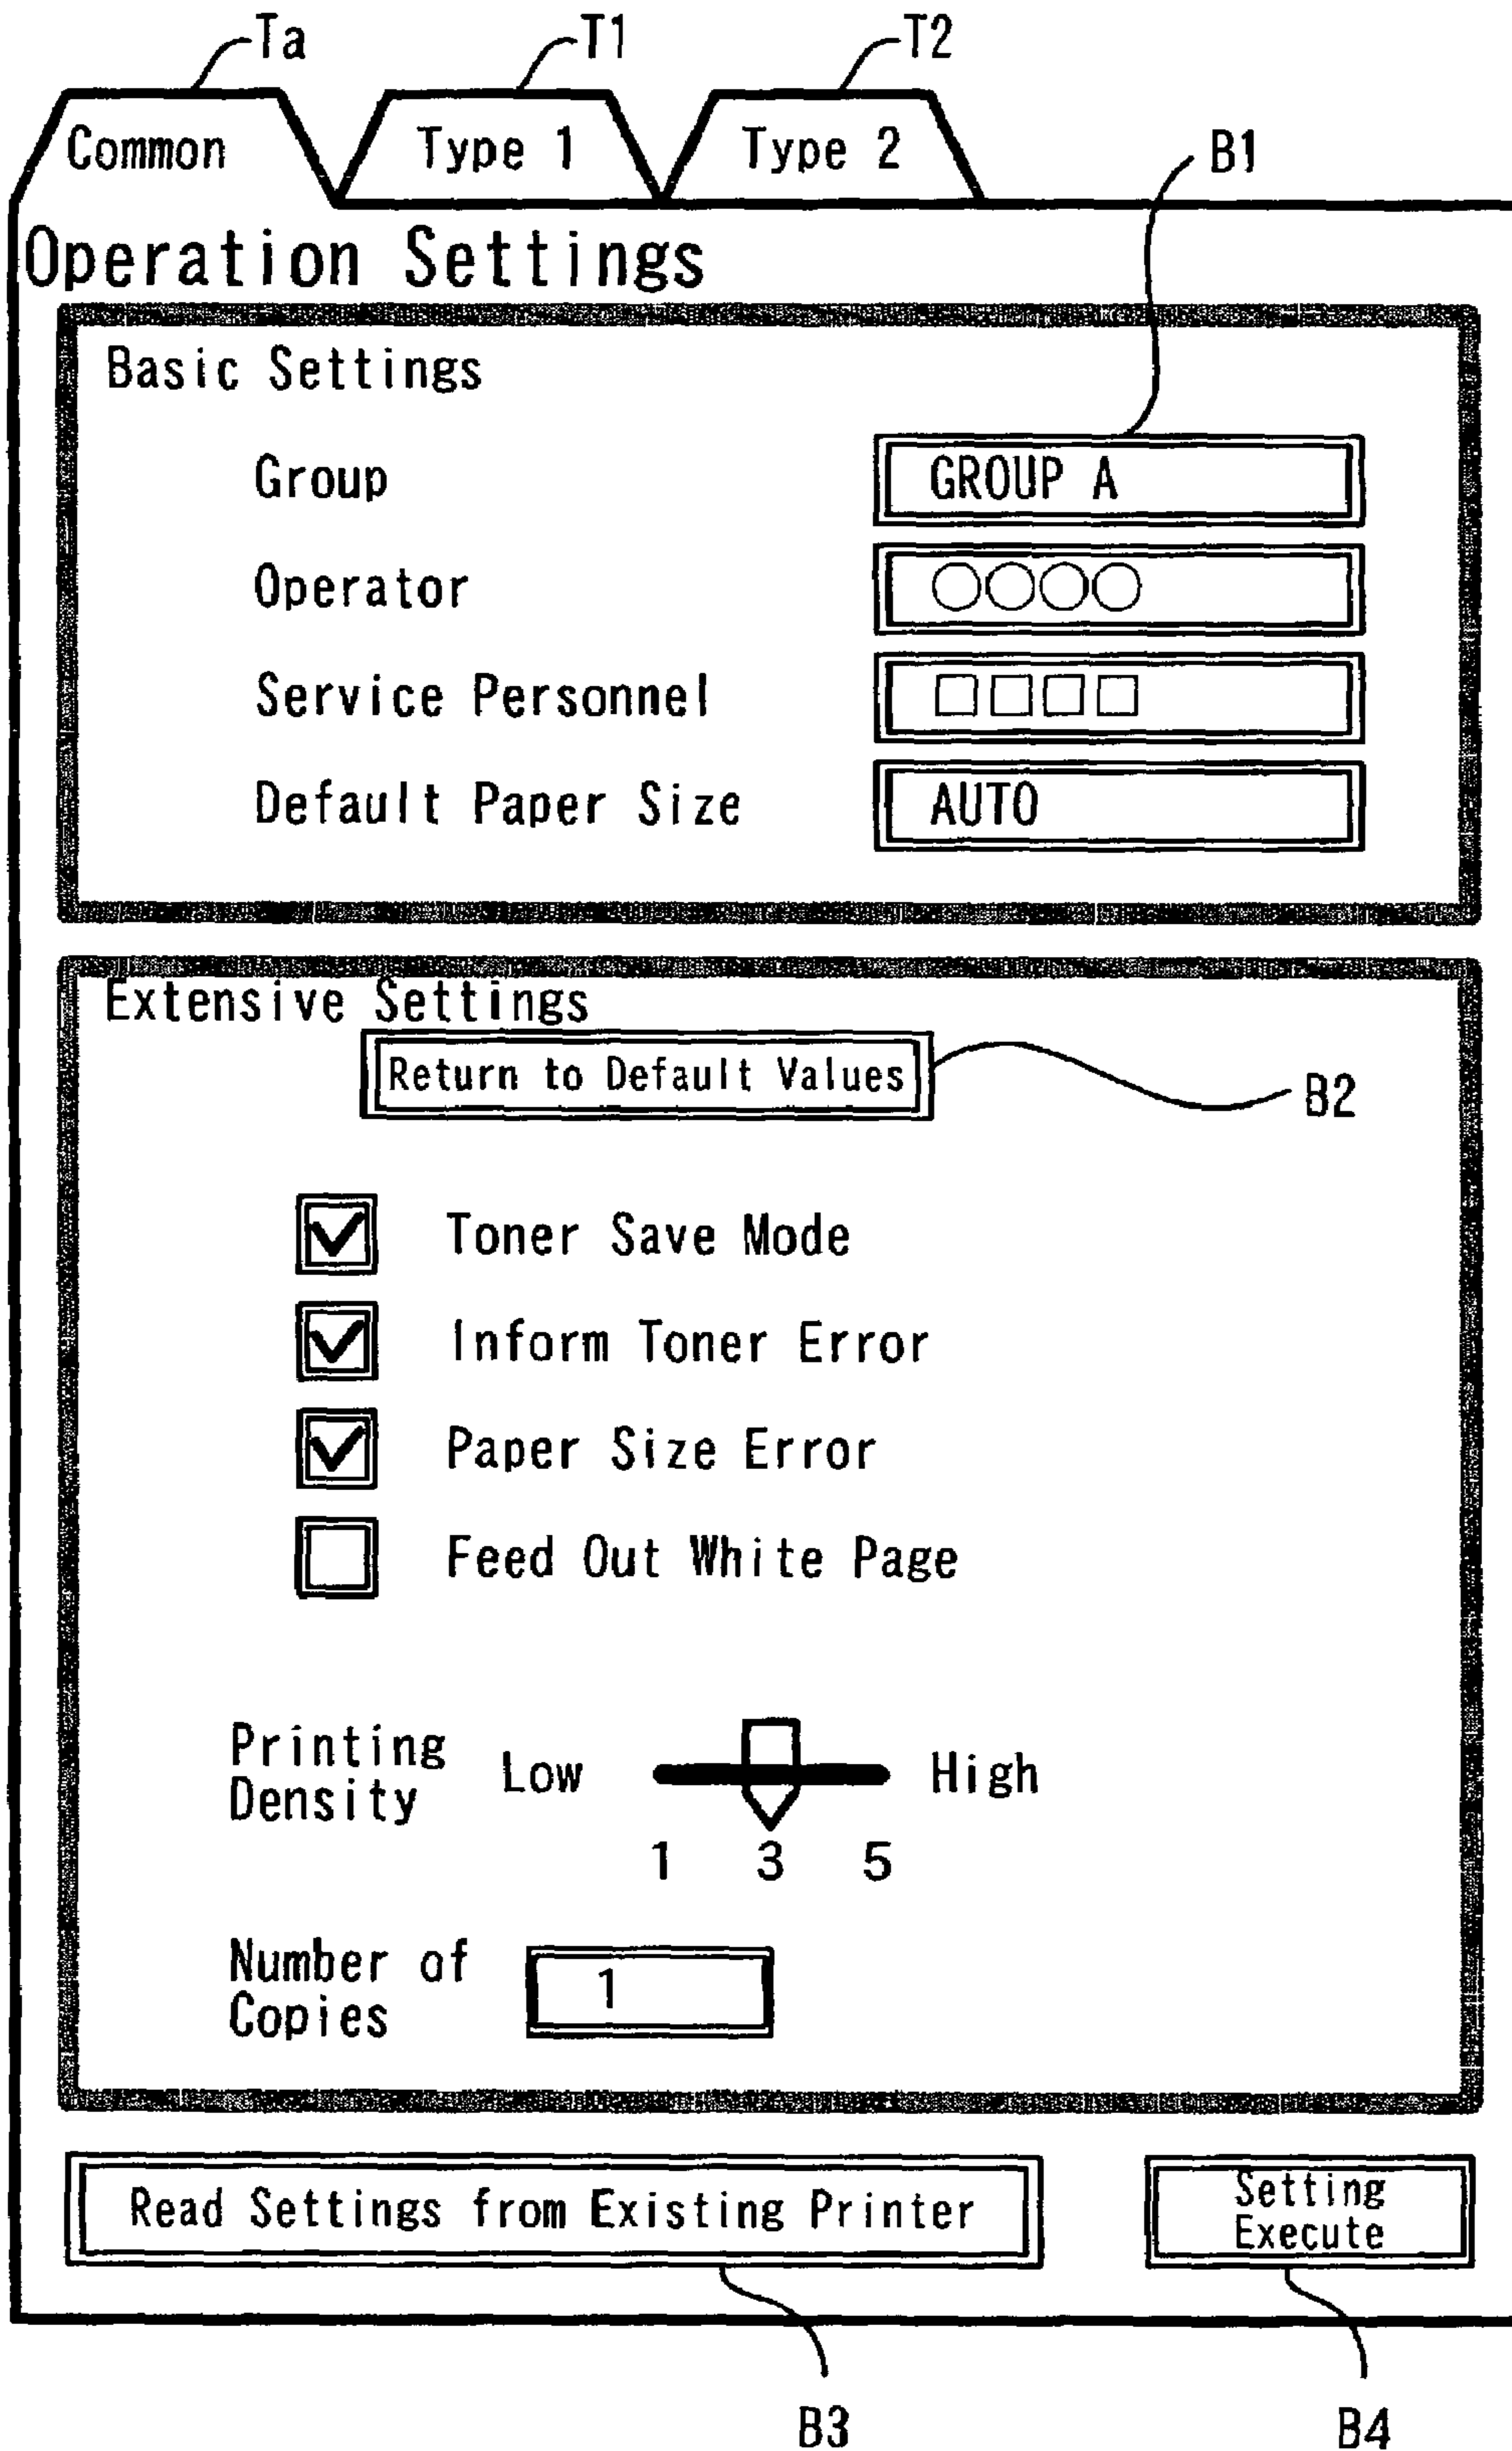 Ta T1 T2
Common Type 1 Type 2
B1
Operation Settings
Basic Settings
Group GROUP A
Operator ○○○○
Service Personnel □□□□
Default Paper Size AUTO
Extensive Settings
Return to Default Values
B2
Toner Save Mode
Inform Toner Error
Paper Size Error
Feed Out White Page
Printing
Density Low High
1 3 5
Number of
Copies 1
Read Settings from Existing Printer
Setting
Execute
B3 B4